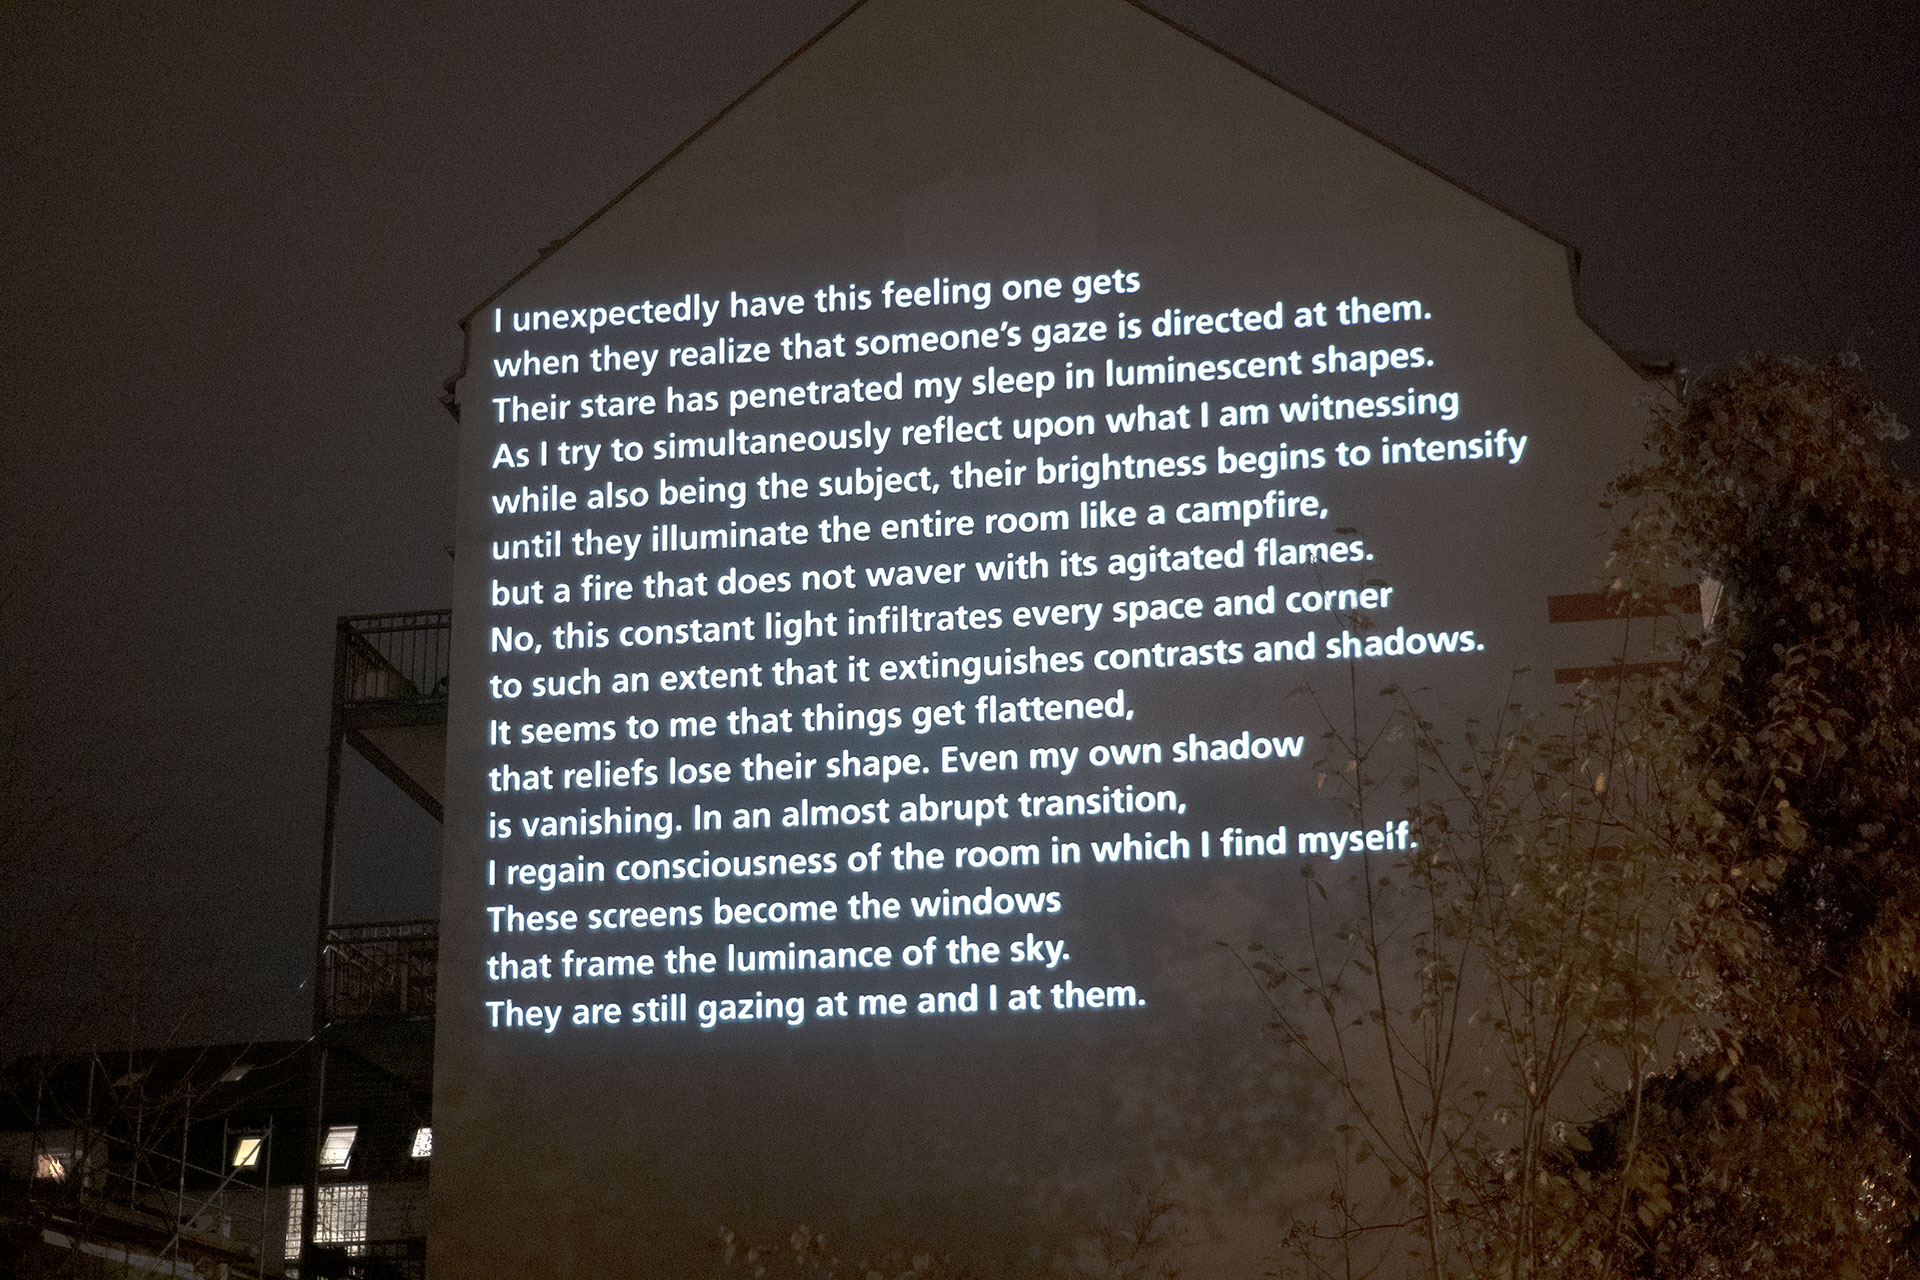 I unexpectedly have this feeling one gets
when they realize that someone’s gaze is directed at them.
Their stare has penetrated my sleep in luminescent shapes.
As I try to simultaneously reflect upon what I am witnessing
while also being the subject, their brightness begins to intensify
until they illuminate the entire room like a campfire,
but a fire that does not waver with its agitated flames.
No, this constant light infiltrates every space and corner
to such an extent that it extinguishes contrasts and shadows.
It seems to me that things get flattened,
that reliefs lose their shape. Even my own shadow
is vanishing. In an almost abrupt transition,
I regain consciousness of the room in which I find myself.
These screens become the windows
that frame the luminance of the sky.
They are still gazing at me and I at them.